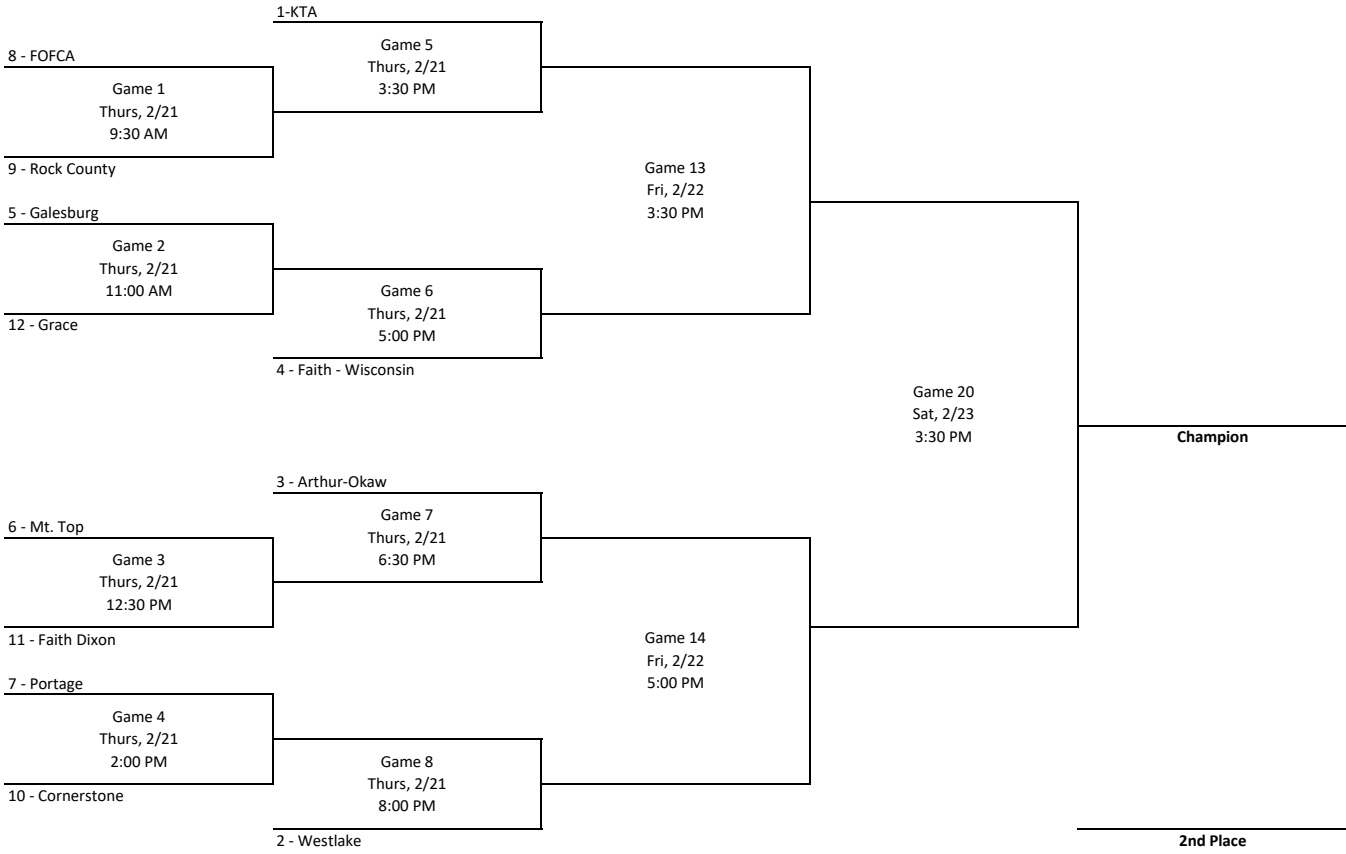 1-KTA
8 - FOFCA
Game 5
Thurs, 2/21
3:30 PM
Game 1
Thurs, 2/21
9:30 AM
9 - Rock County
Game 13
Fri, 2/22
3:30 PM
5 - Galesburg
Game 2
Thurs, 2/21
11:00 AM
12 - Grace
Game 6
Thurs, 2/21
5:00 PM
4 - Faith - Wisconsin
Game 20
Sat, 2/23
3:30 PM
Champion
3 - Arthur-Okaw
6 - Mt. Top
Game 7
Thurs, 2/21
6:30 PM
Game 3
Thurs, 2/21
12:30 PM
11 - Faith Dixon
Game 14
Fri, 2/22
5:00 PM
7 - Portage
Game 4
Thurs, 2/21
2:00 PM
10 - Cornerstone
Game 8
Thurs, 2/21
8:00 PM
2 - Westlake
2nd Place